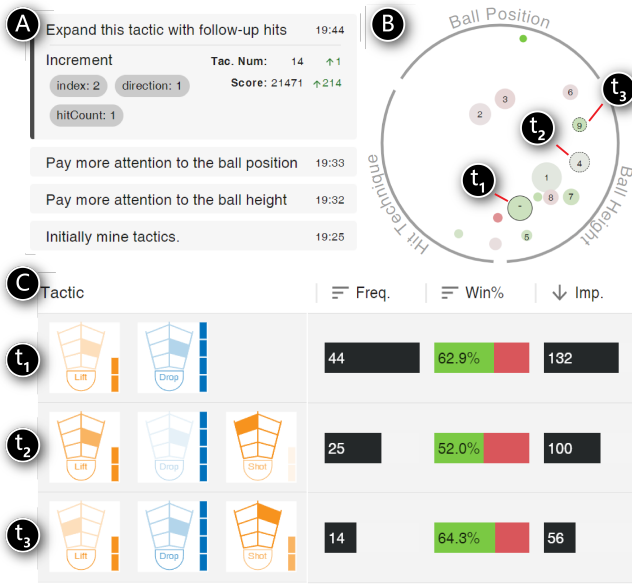 A
Expand this tactic with follow-up hits 19:44
Increment Tac. Num: 14 ↑1
index: 2 direction: 1 Score: 21471 ↑214
hitCount: 1
Pay more attention to the ball position 19:33
Pay more attention to the ball height 19:32
Initially mine tactics. 19:25
B
Ball Position
Hit Technique
Ball Height
6
3
2
9
t3
t2
4
t1
1
-
8
7
5
C
Tactic Freq. Win% ↓ Imp.
t1 Lift Drop 44 62.9% 132
t2 Lift Drop Shot 25 52.0% 100
t3 Lift Drop Shot 14 64.3% 56